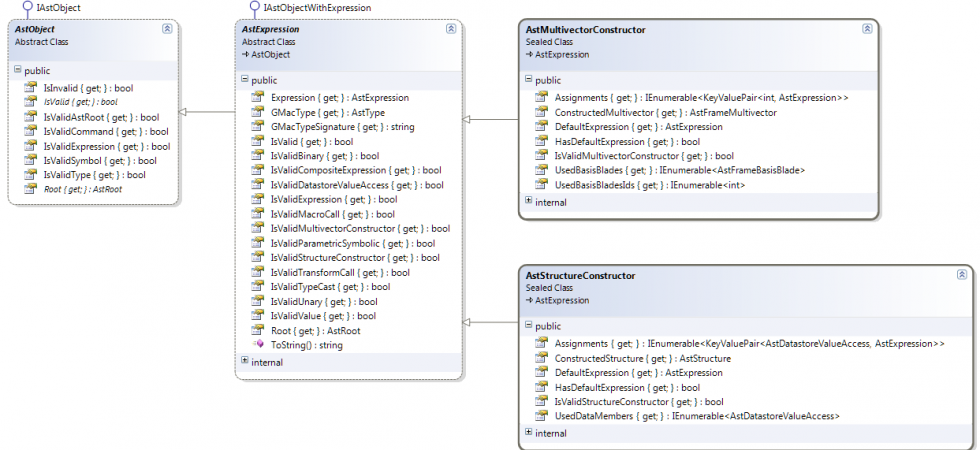 IAstObject
AstObject
Abstract Class
public
IsInvalid { get; } : bool
IsValid { get; } : bool
IsValidAstRoot { get; } : bool
IsValidCommand { get; } : bool
IsValidExpression { get; } : bool
IsValidSymbol { get; } : bool
IsValidType { get; } : bool
Root { get; } : AstRoot
IAstObjectWithExpression
AstExpression
Abstract Class
AstObject
public
Expression { get; } : AstExpression
GMacType { get; } : AstType
GMacTypeSignature { get; } : string
IsValid { get; } : bool
IsValidBinary { get; } : bool
IsValidCompositeExpression { get; } : bool
IsValidDatastoreValueAccess { get; } : bool
IsValidExpression { get; } : bool
IsValidMacroCall { get; } : bool
IsValidMultivectorConstructor { get; } : bool
IsValidParametricSymbolic { get; } : bool
IsValidStructureConstructor { get; } : bool
IsValidTransformCall { get; } : bool
IsValidTypeCast { get; } : bool
IsValidUnary { get; } : bool
IsValidValue { get; } : bool
Root { get; } : AstRoot
ToString() : string
internal
AstMultivectorConstructor
Sealed Class
AstExpression
public
Assignments { get; } : IEnumerable<KeyValuePair<int, AstExpression>>
ConstructedMultivector { get; } : AstFrameMultivector
DefaultExpression { get; } : AstExpression
HasDefaultExpression { get; } : bool
IsValidMultivectorConstructor { get; } : bool
UsedBasisBlades { get; } : IEnumerable<AstFrameBasisBlade>
UsedBasisBladesIds { get; } : IEnumerable<int>
internal
AstStructureConstructor
Sealed Class
AstExpression
public
Assignments { get; } : IEnumerable<KeyValuePair<AstDatastoreValueAccess, AstExpression>>
ConstructedStructure { get; } : AstStructure
DefaultExpression { get; } : AstExpression
HasDefaultExpression { get; } : bool
IsValidStructureConstructor { get; } : bool
UsedDataMembers { get; } : IEnumerable<AstDatastoreValueAccess>
internal